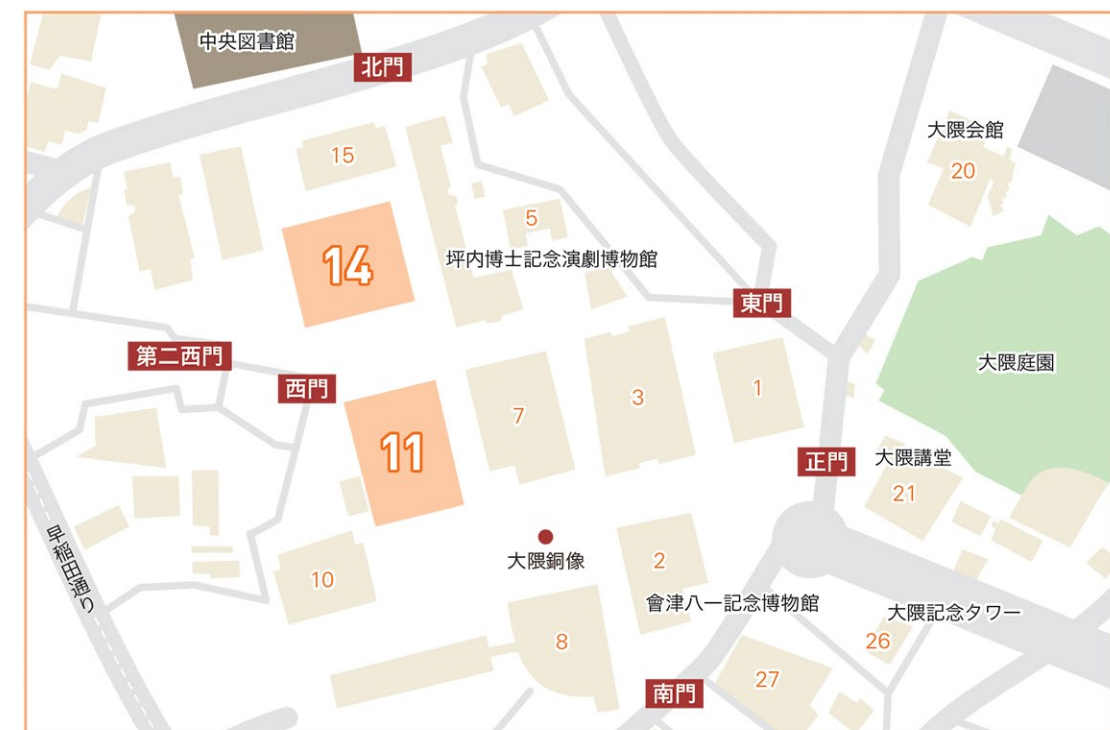 中央図書館
北門
大隈会館
15
20
5
14
坪内博士記念演劇博物館
東門
第二西門
大隈庭園
西門
3
1
7
11
正門
大隈講堂
21
大隈銅像
早稲田通り
2
10
會津八一記念博物館
大隈記念タワー
8
26
27
南門